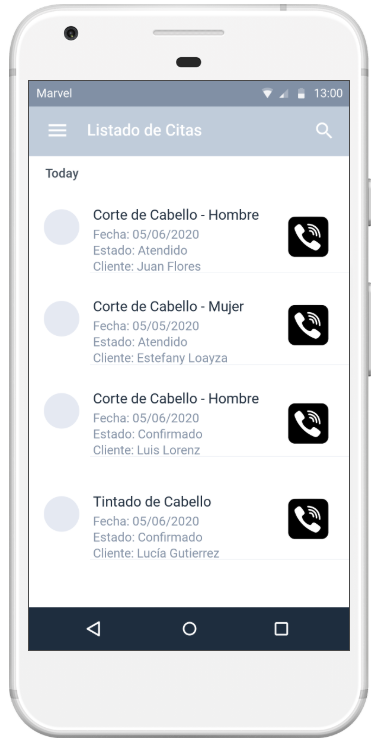 Marvel
13:00
Listado de Citas
Today
Corte de Cabello - Hombre
Fecha: 05/06/2020
Estado: Atendido
Cliente: Juan Flores
Corte de Cabello - Mujer
Fecha: 05/05/2020
Estado: Atendido
Cliente: Estefany Loayza
Corte de Cabello - Hombre
Fecha: 05/06/2020
Estado: Confirmado
Cliente: Luis Lorenz
Tintado de Cabello
Fecha: 05/06/2020
Estado: Confirmado
Cliente: Lucía Gutierrez